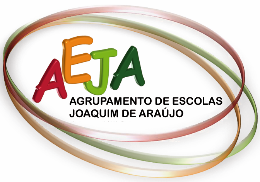 AEJA
AGRUPAMENTO DE ESCOLAS
JOAQUIM DE ARAÚJO